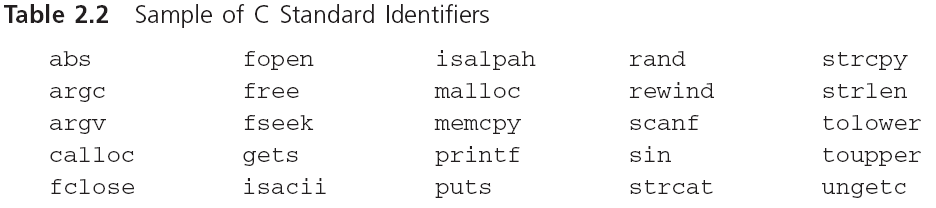 Table 2.2 Sample of C Standard Identifiers
abs fopen isalpah rand strcpy
argc free malloc rewind strlen
argv fseek memcpy scanf tolower
calloc gets printf sin toupper
fclose isacii puts strcat ungetc